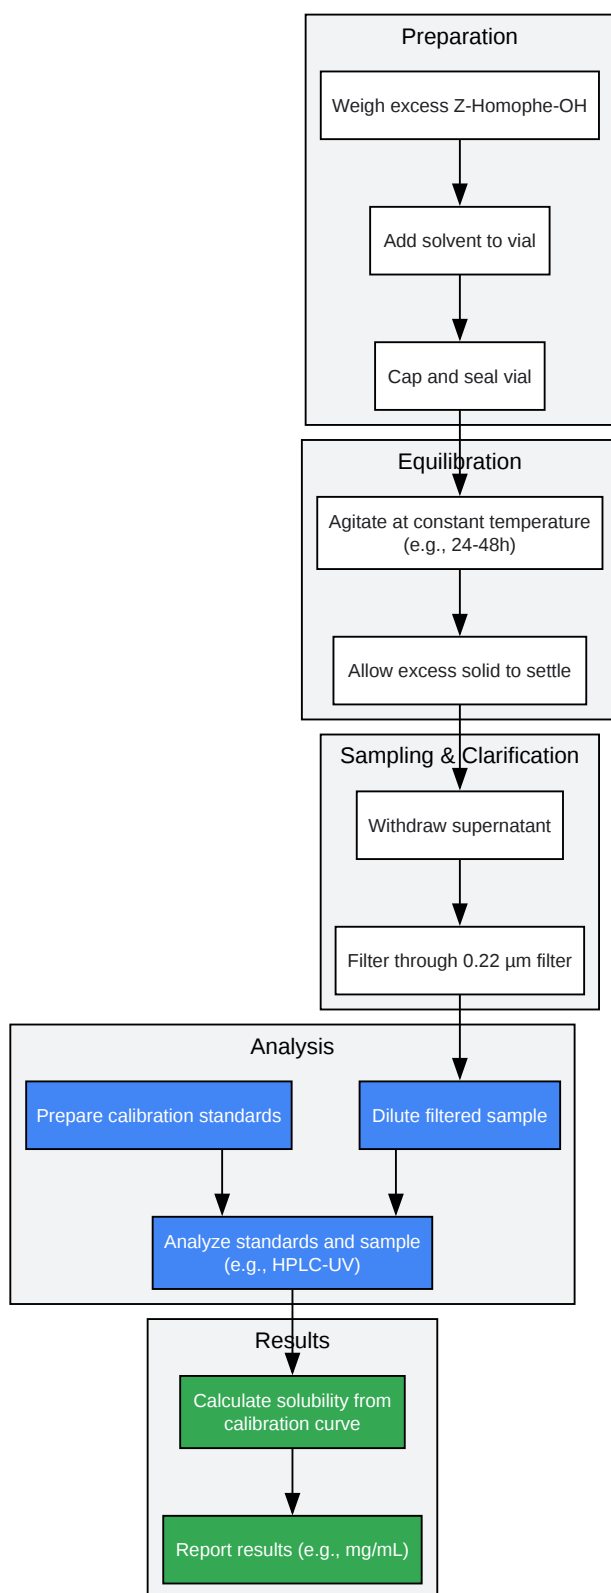 Preparation
Weigh excess Z-Homophe-OH
Add solvent to vial
Cap and seal vial
Equilibration
Agitate at constant temperature
(e.g., 24-48h)
Allow excess solid to settle
Sampling & Clarification
Withdraw supernatant
Filter through 0.22 µm filter
Analysis
Prepare calibration standards
Dilute filtered sample
Analyze standards and sample
(e.g., HPLC-UV)
Results
Calculate solubility from
calibration curve
Report results (e.g., mg/mL)